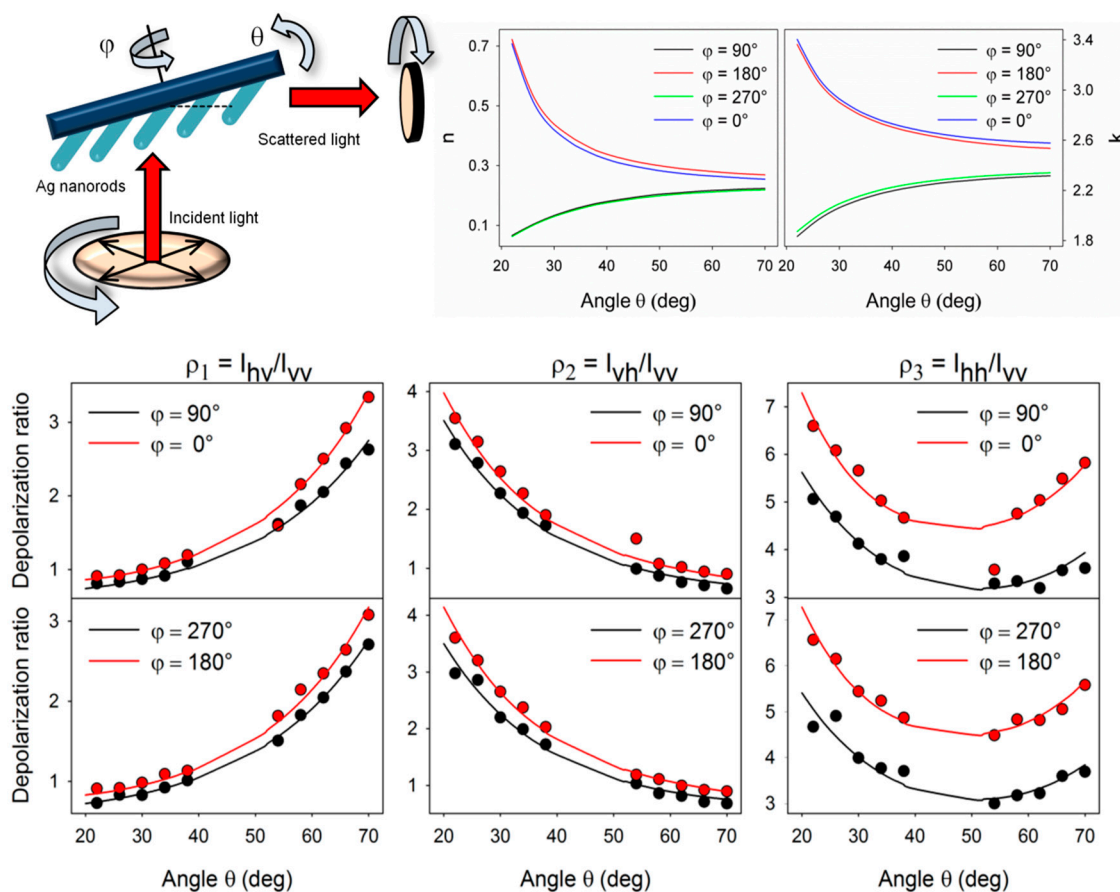 φ
θ
Scattered light
Ag nanorods
Incident light
0.7
0.5
0.3
0.1
n
φ = 90°
φ = 180°
φ = 270°
φ = 0°
20 30 40 50 60 70
Angle θ (deg)
φ = 90°
φ = 180°
φ = 270°
φ = 0°
3.4
3.0
2.6
2.2
1.8
k
20 30 40 50 60 70
Angle θ (deg)
ρ1 = Ihv/Ivv
ρ2 = Ivh/Ivv
ρ3 = Ihh/Ivv
Depolarization ratio
3
2
1
φ = 90°
φ = 0°
4
3
2
1
φ = 90°
φ = 0°
7
6
5
4
3
φ = 90°
φ = 0°
Depolarization ratio
3
2
1
φ = 270°
φ = 180°
4
3
2
1
φ = 270°
φ = 180°
7
6
5
4
3
φ = 270°
φ = 180°
20 30 40 50 60 70
20 30 40 50 60 70
20 30 40 50 60 70
Angle θ (deg)
Angle θ (deg)
Angle θ (deg)